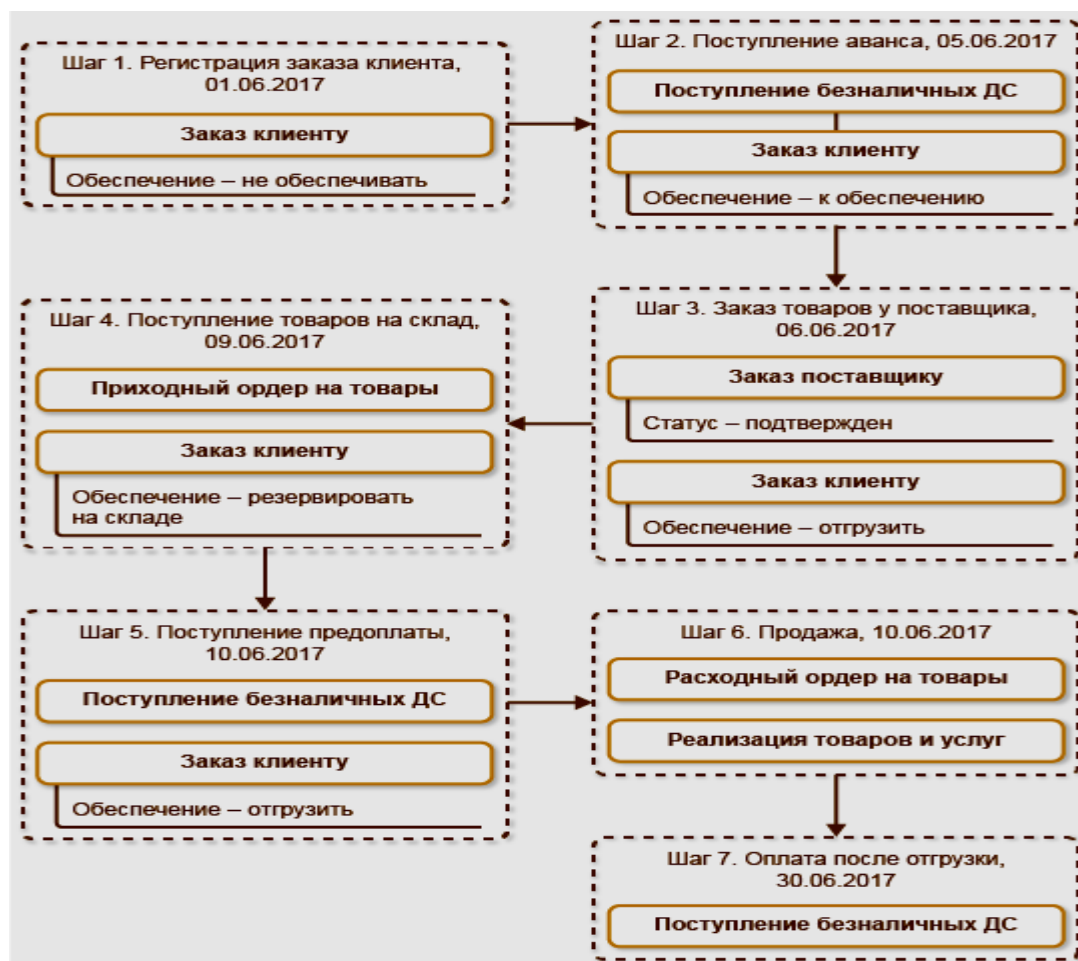 Шаг 1. Регистрация заказа клиента,
01.06.2017
Заказ клиенту
Обеспечение – не обеспечивать
Шаг 2. Поступление аванса, 05.06.2017
Поступление безналичных ДС
Заказ клиенту
Обеспечение – к обеспечению
Шаг 3. Заказ товаров у поставщика,
06.06.2017
Заказ поставщику
Статус – подтвержден
Заказ клиенту
Обеспечение – отгрузить
Шаг 4. Поступление товаров на склад,
09.06.2017
Приходный ордер на товары
Заказ клиенту
Обеспечение – резервировать
на складе
Шаг 5. Поступление предоплаты,
10.06.2017
Поступление безналичных ДС
Заказ клиенту
Обеспечение – отгрузить
Шаг 6. Продажа, 10.06.2017
Расходный ордер на товары
Реализация товаров и услуг
Шаг 7. Оплата после отгрузки,
30.06.2017
Поступление безналичных ДС